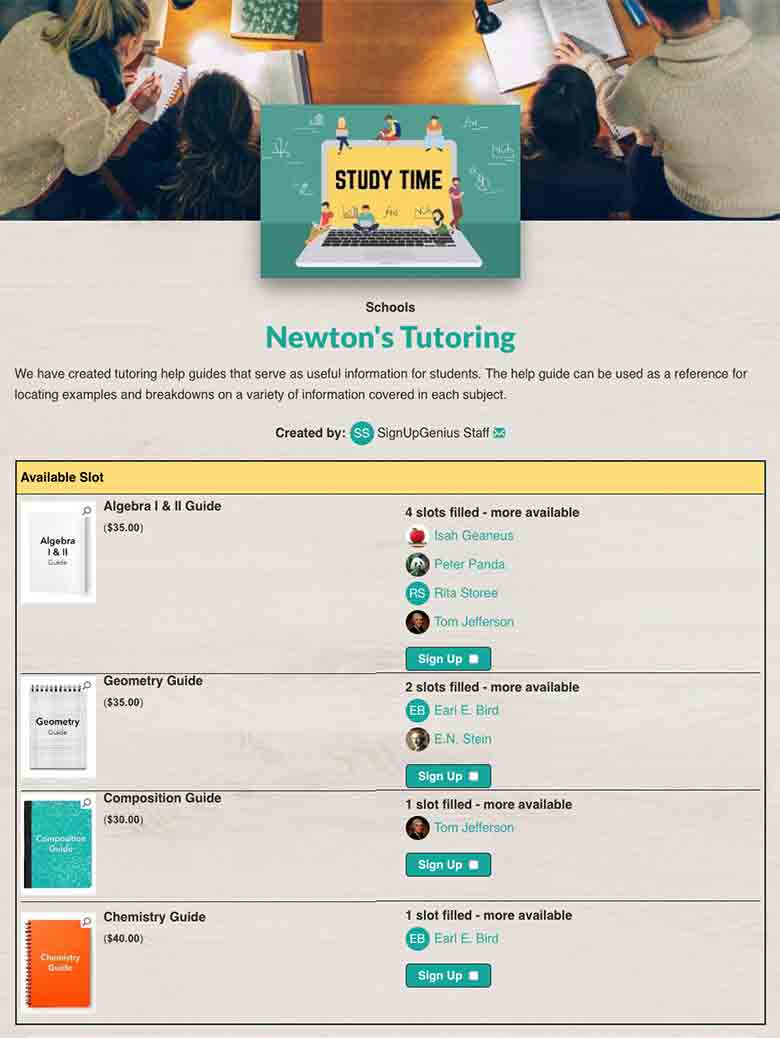 STUDY TIME
Schools
Newton's Tutoring
We have created tutoring help guides that serve as useful information for students. The help guide can be used as a reference for
locating examples and breakdowns on a variety of information covered in each subject.
Created by: SS SignUpGenius Staff
Available Slot
Algebra
I & II
Guide
Algebra I & II Guide
($35.00)
4 slots filled - more available
Isah Geaneus
Peter Panda
RS Rita Storee
Tom Jefferson
Sign Up
Geometry
Guide
Geometry Guide
($35.00)
2 slots filled - more available
EB Earl E. Bird
E.N. Stein
Sign Up
Composition
Guide
Composition Guide
($30.00)
1 slot filled - more available
Tom Jefferson
Sign Up
Chemistry
Guide
Chemistry Guide
($40.00)
1 slot filled - more available
EB Earl E. Bird
Sign Up